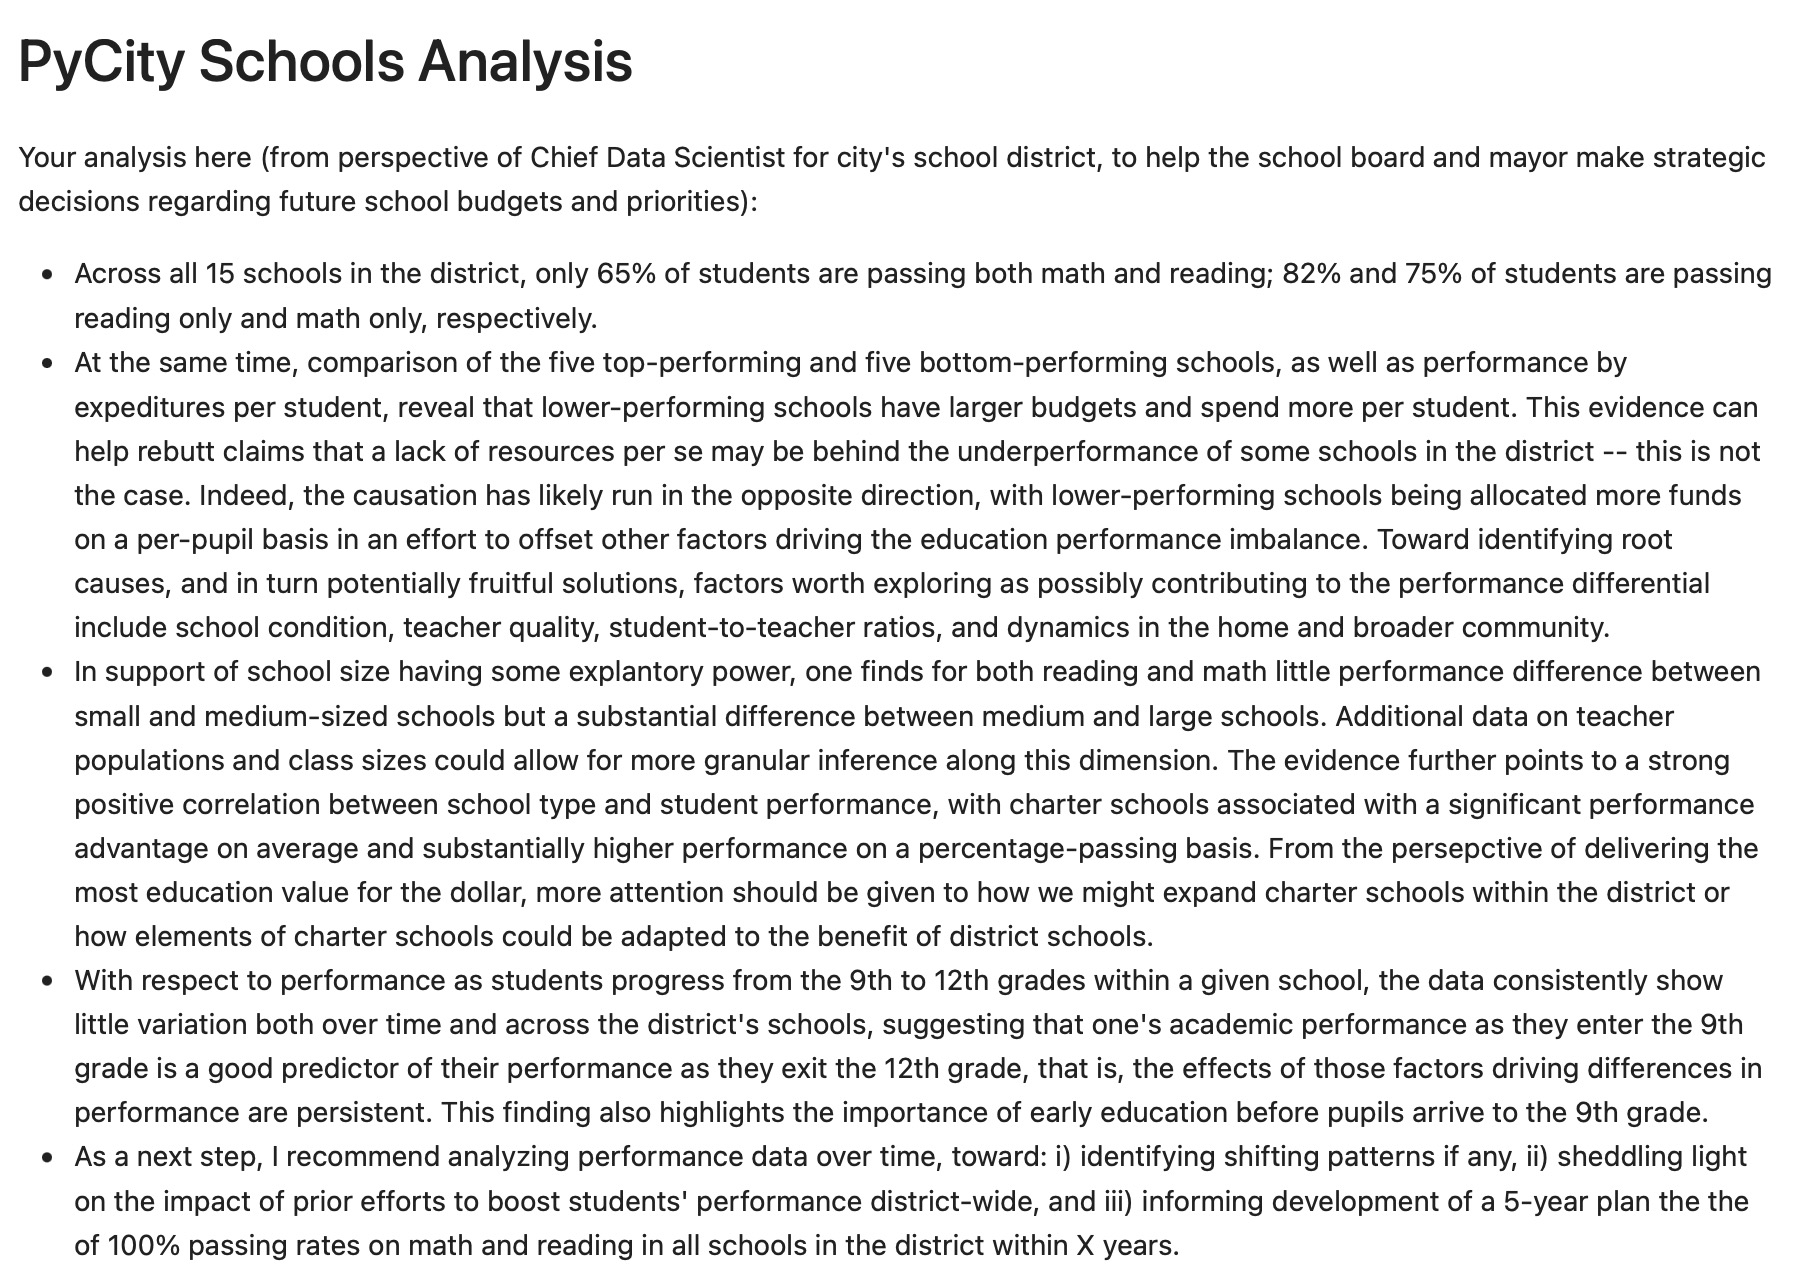 PyCity Schools Analysis
Your analysis here (from perspective of Chief Data Scientist for city's school district, to help the school board and mayor make strategic
decisions regarding future school budgets and priorities):
• Across all 15 schools in the district, only 65% of students are passing both math and reading; 82% and 75% of students are passing
reading only and math only, respectively.
• At the same time, comparison of the five top-performing and five bottom-performing schools, as well as performance by
expeditures per student, reveal that lower-performing schools have larger budgets and spend more per student. This evidence can
help rebutt claims that a lack of resources per se may be behind the underperformance of some schools in the district -- this is not
the case. Indeed, the causation has likely run in the opposite direction, with lower-performing schools being allocated more funds
on a per-pupil basis in an effort to offset other factors driving the education performance imbalance. Toward identifying root
causes, and in turn potentially fruitful solutions, factors worth exploring as possibly contributing to the performance differential
include school condition, teacher quality, student-to-teacher ratios, and dynamics in the home and broader community.
• In support of school size having some explantory power, one finds for both reading and math little performance difference between
small and medium-sized schools but a substantial difference between medium and large schools. Additional data on teacher
populations and class sizes could allow for more granular inference along this dimension. The evidence further points to a strong
positive correlation between school type and student performance, with charter schools associated with a significant performance
advantage on average and substantially higher performance on a percentage-passing basis. From the persepctive of delivering the
most education value for the dollar, more attention should be given to how we might expand charter schools within the district or
how elements of charter schools could be adapted to the benefit of district schools.
• With respect to performance as students progress from the 9th to 12th grades within a given school, the data consistently show
little variation both over time and across the district's schools, suggesting that one's academic performance as they enter the 9th
grade is a good predictor of their performance as they exit the 12th grade, that is, the effects of those factors driving differences in
performance are persistent. This finding also highlights the importance of early education before pupils arrive to the 9th grade.
• As a next step, I recommend analyzing performance data over time, toward: i) identifying shifting patterns if any, ii) sheddling light
on the impact of prior efforts to boost students' performance district-wide, and iii) informing development of a 5-year plan the the
of 100% passing rates on math and reading in all schools in the district within X years.